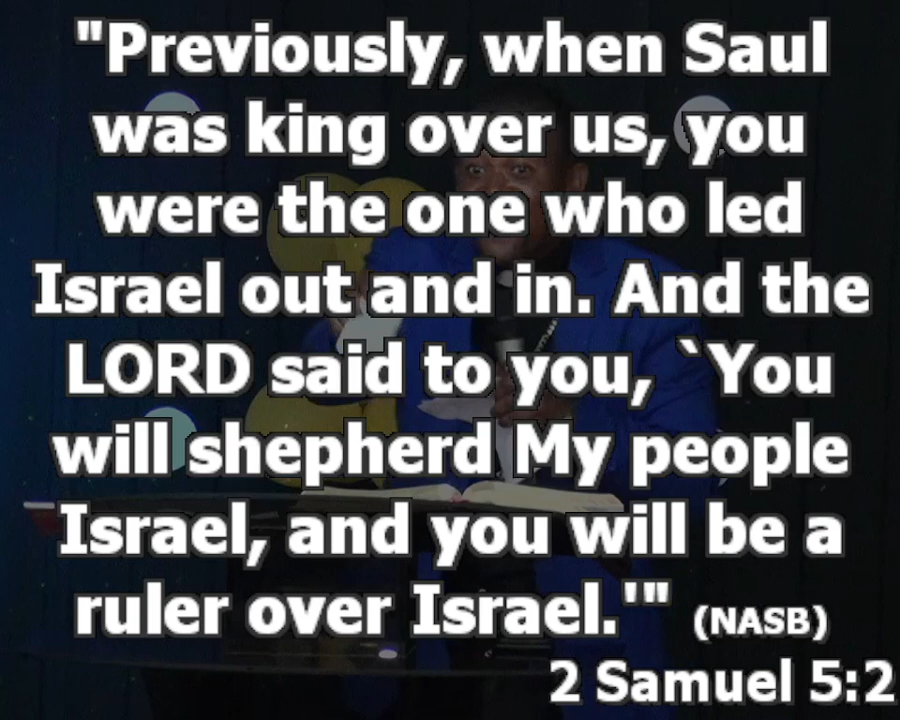 "Previously, when Saul
was king over us, you
were the one who led
Israel out and in. And the
LORD said to you, `You
will shepherd My people
Israel, and you will be a
ruler over Israel.'" (NASB)
2 Samuel 5:2